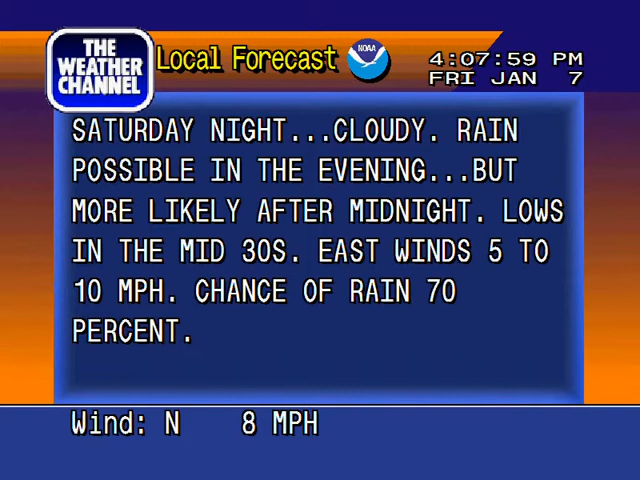 THE
WEATHER
CHANNEL
Local Forecast
NOAA
4:07:59 PM
FRI JAN 7
SATURDAY NIGHT...CLOUDY. RAIN
POSSIBLE IN THE EVENING...BUT
MORE LIKELY AFTER MIDNIGHT. LOWS
IN THE MID 30S. EAST WINDS 5 TO
10 MPH. CHANCE OF RAIN 70
PERCENT.
Wind: N 8 MPH